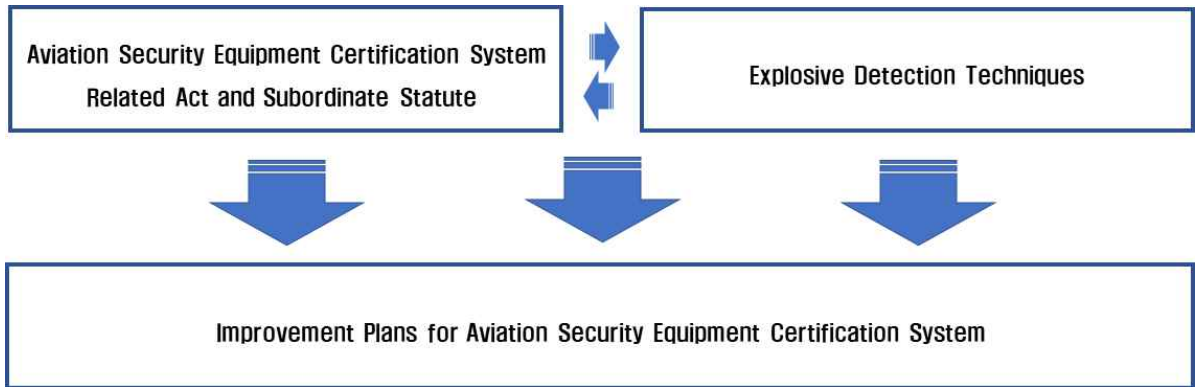 Aviation Security Equipment Certification System
Related Act and Subordinate Statute
Explosive Detection Techniques
Improvement Plans for Aviation Security Equipment Certification System